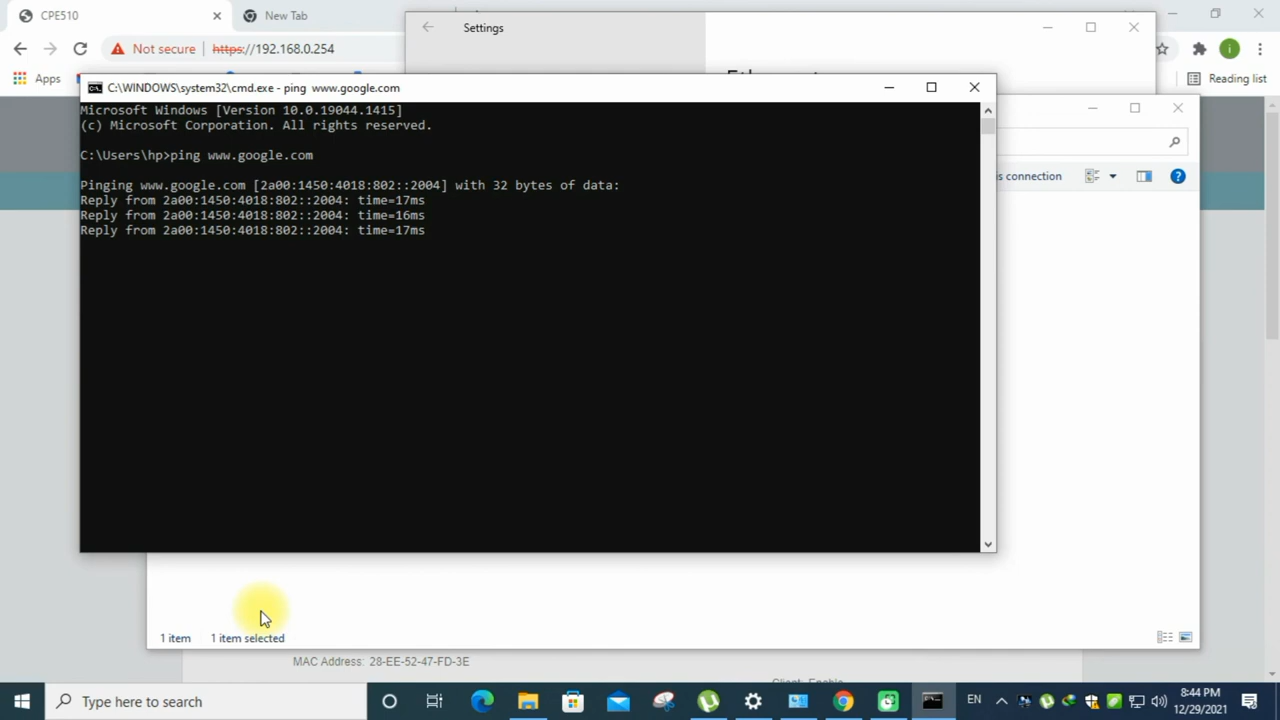 CPE510
New Tab
Settings
Not secure
https://192.168.0.254
Apps
Reading list
C:\WINDOWS\system32\cmd.exe - ping www.google.com
Microsoft Windows [Version 10.0.19044.1415]
(c) Microsoft Corporation. All rights reserved.
C:\Users\hp>ping www.google.com
Pinging www.google.com [2a00:1450:4018:802::2004] with 32 bytes of data:
Reply from 2a00:1450:4018:802::2004: time=17ms
Reply from 2a00:1450:4018:802::2004: time=16ms
Reply from 2a00:1450:4018:802::2004: time=17ms
s connection
1 item
1 item selected
MAC Address: 28-EE-52-47-FD-3E
Client: Enable
Type here to search
EN
8:44 PM
12/29/2021